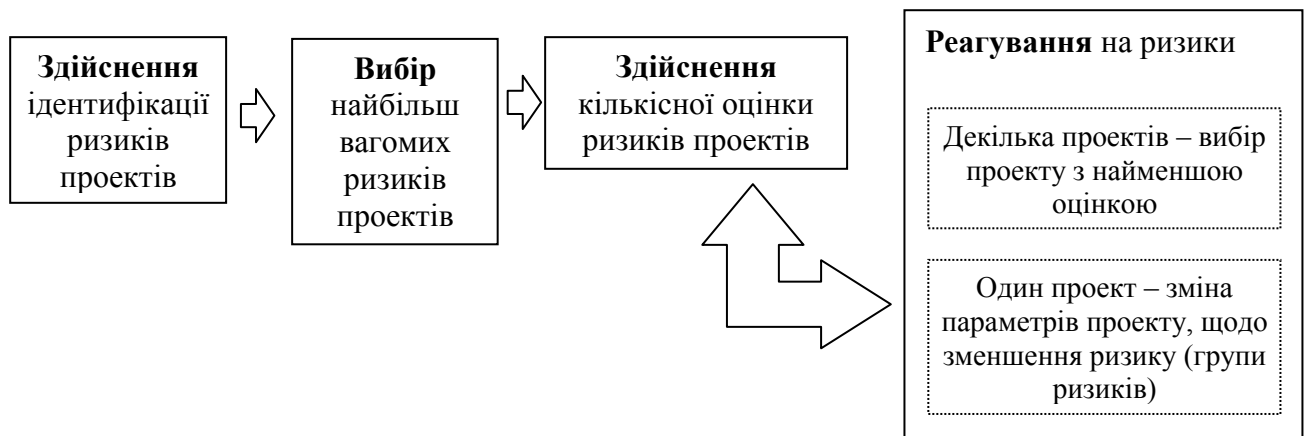 Здійснення
ідентифікації
ризиків
проектів
Вибір
найбільш
вагомих
ризиків
проектів
Здійснення
кількісної оцінки
ризиків проектів
Реагування на ризики
Декілька проектів – вибір
проекту з найменшою
оцінкою
Один проект – зміна
параметрів проекту, щодо
зменшення ризику (групи
ризиків)